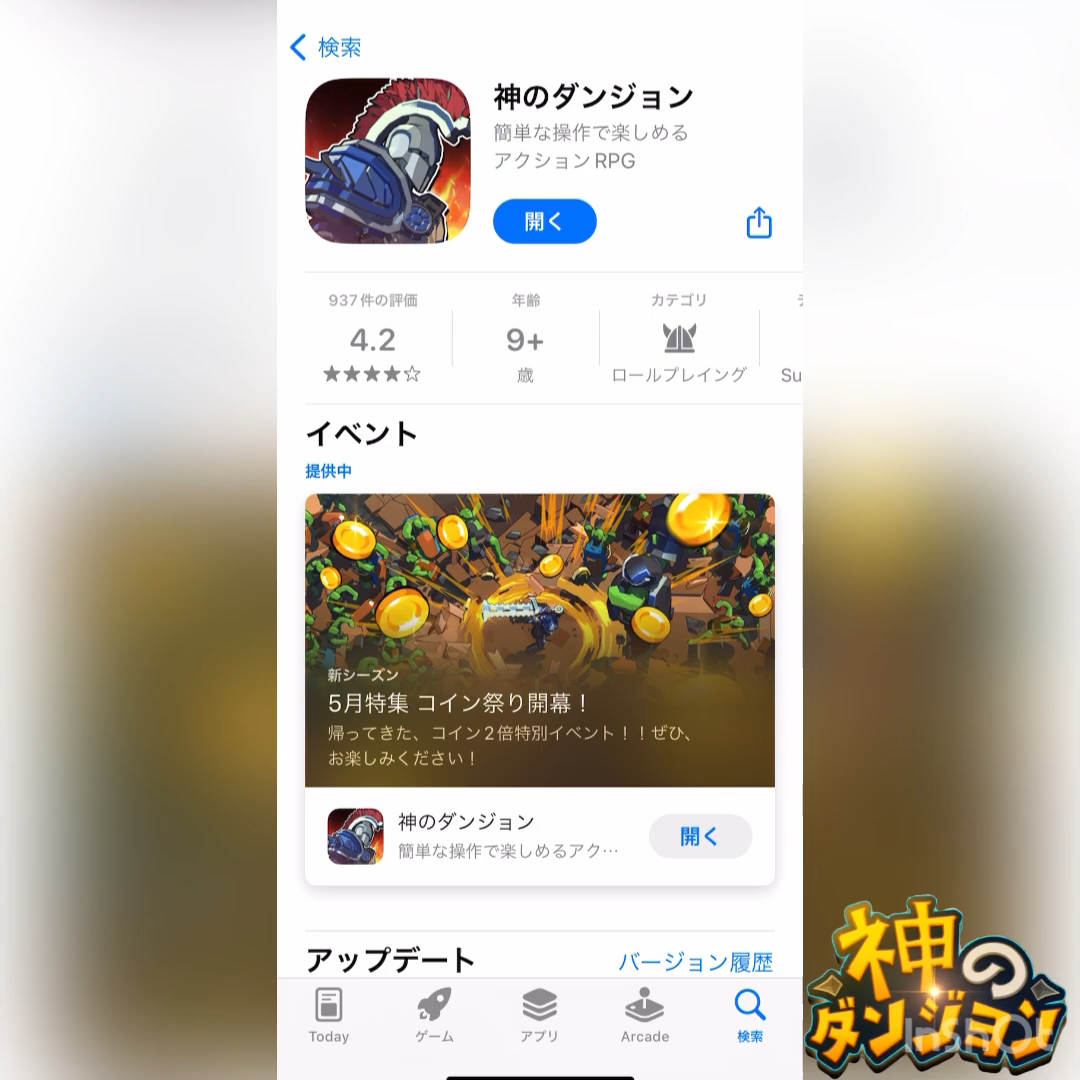 検索
神のダンジョン
簡単な操作で楽しめる
アクションRPG
開く
937件の評価
年齢
カテゴリ
4.2
9+
歳
ロールプレイング
Su
イベント
提供中
新シーズン
5月特集 コイン祭り開幕！
帰ってきた、コイン2倍特別イベント！！ぜひ、
お楽しみください！
神のダンジョン
簡単な操作で楽しめるアク…
開く
アップデート
バージョン履歴
Today
ゲーム
アプリ
Arcade
検索
神の
ダンジョン
InShOt